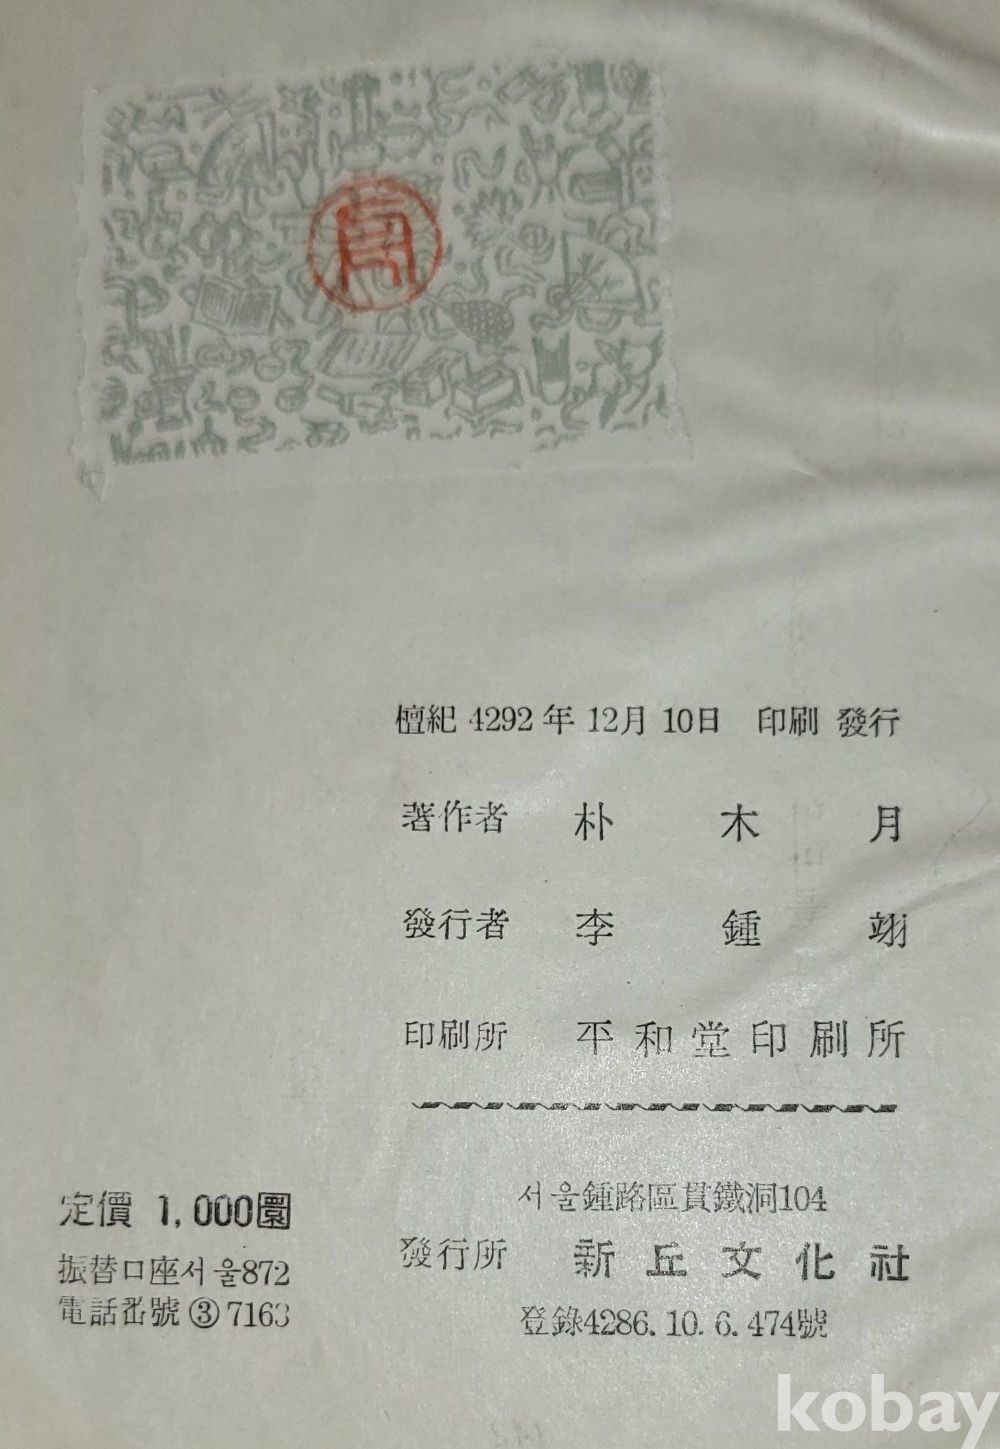 檀紀 4292 年 12月 10日 印刷 發行
著作者 朴木月
發行者 李鍾翊
印刷所 平和堂印刷所
서울鍾路區貫鐵洞104
發行所 新丘文化社
登錄4286. 10. 6. 474號
定價 1,000圜
振替口座서울872
電話番號 ③ 7163
kobay